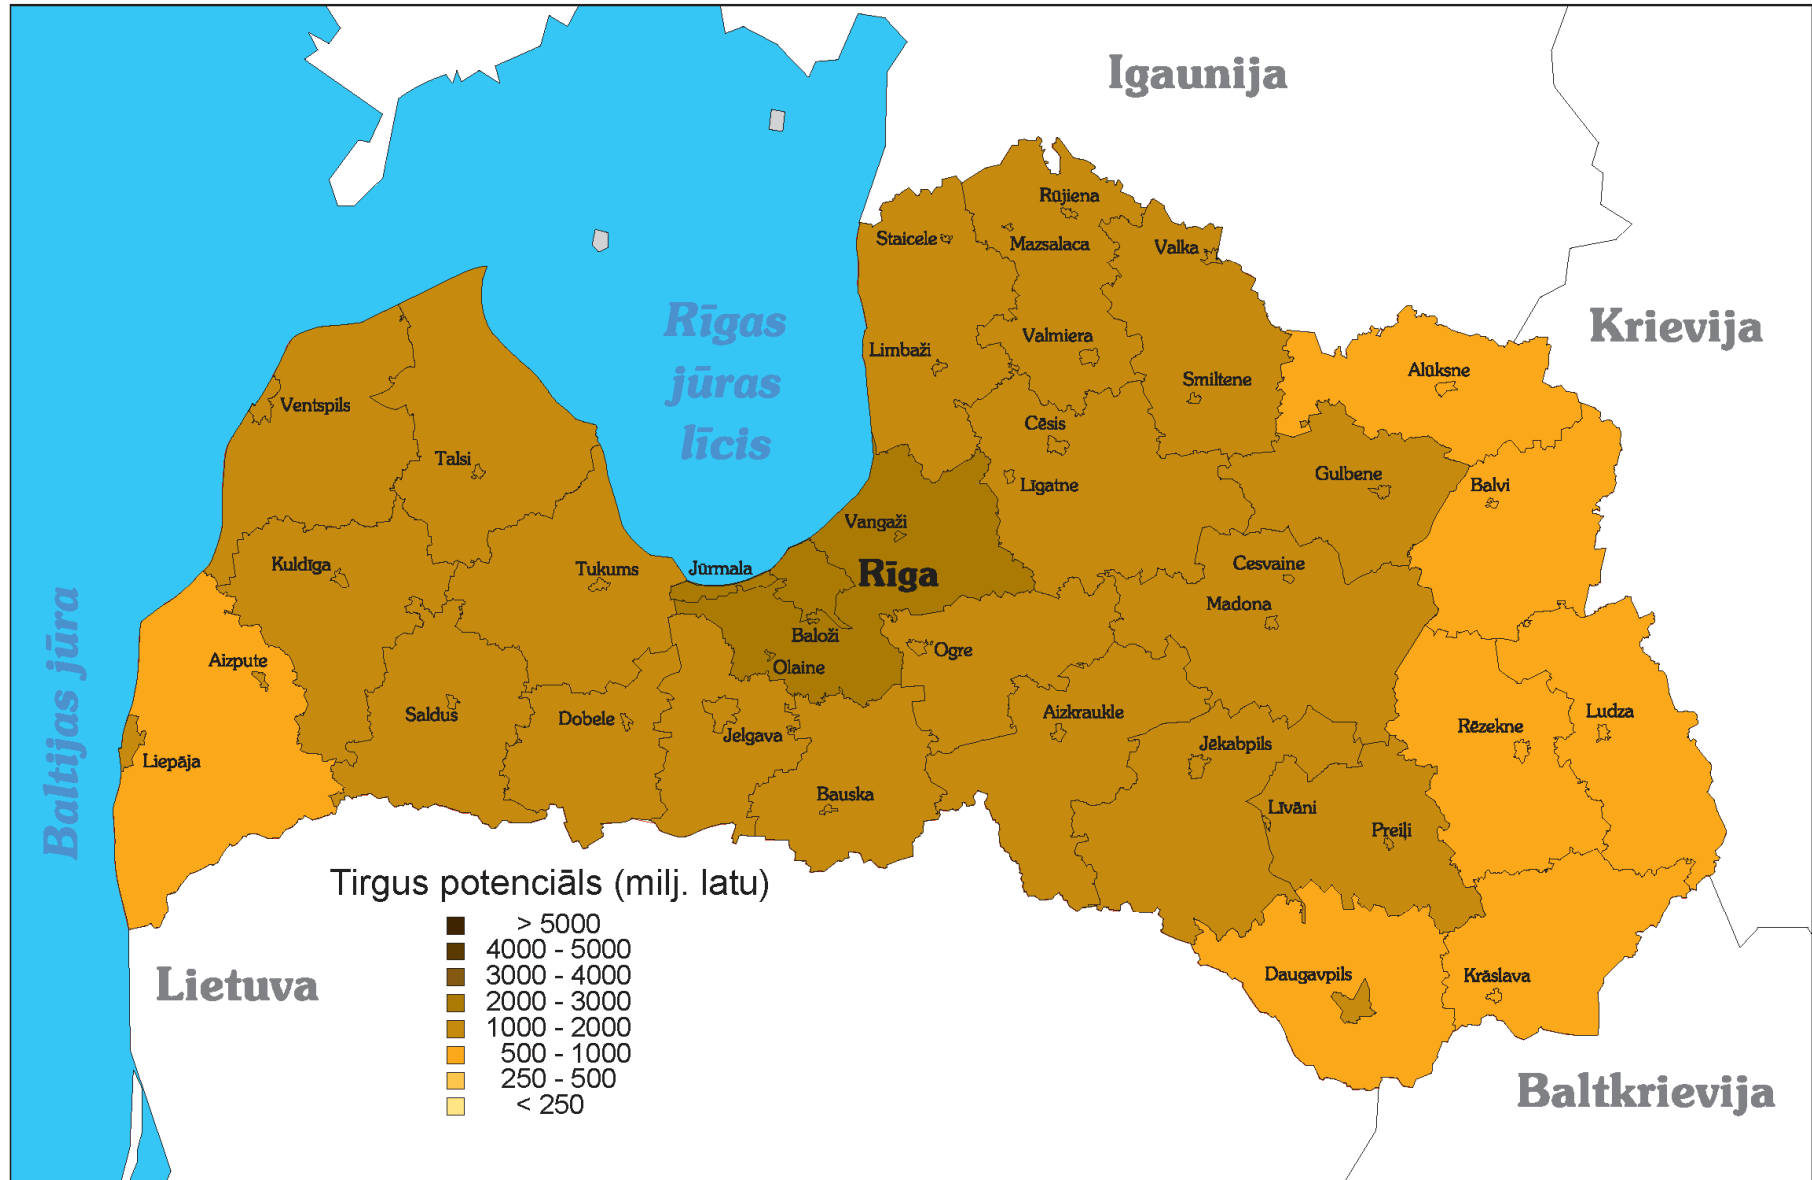 Igaunija
Krievija
Rīgas
jūras
līcis
Baltijas jūra
Rūjiena
Staicele
Mazsalaca
Valka
Limbaži
Valmiera
Smiltene
Alūksne
Ventspils
Talsi
Cēsis
Līgatne
Gulbene
Balvi
Vangaži
Kuldīga
Tukums
Jūrmala
Rīga
Cesvaine
Madona
Baloži
Olaine
Ogre
Aizpute
Saldus
Dobele
Jelgava
Aizkraukle
Jēkabpils
Rēzekne
Ludza
Liepāja
Bauska
Līvāni
Preiļi
Daugavpils
Krāslava
Tirgus potenciāls (milj. latu)
> 5000
4000 - 5000
3000 - 4000
2000 - 3000
1000 - 2000
500 - 1000
250 - 500
< 250
Lietuva
Baltkrievija